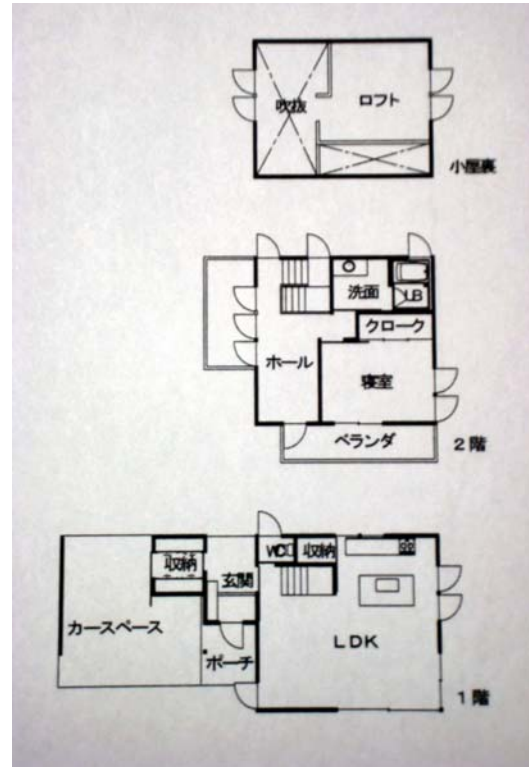 吹抜
ロフト
小屋裏
洗面
UB
クローク
ホール
寝室
ベランダ
2階
WC
収納
収納
玄関
カースペース
ポーチ
LDK
1階